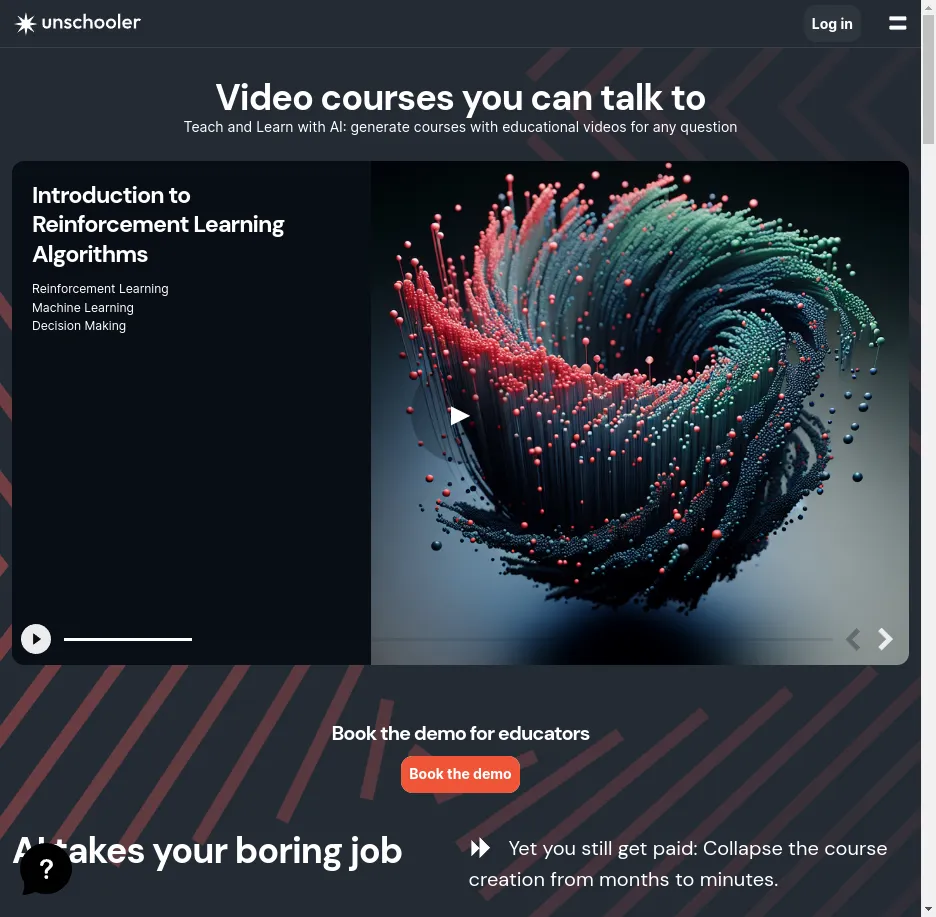 unschooler
Log in
Video courses you can talk to
Teach and Learn with AI: generate courses with educational videos for any question
Introduction to
Reinforcement Learning
Algorithms
Reinforcement Learning
Machine Learning
Decision Making
Book the demo for educators
Book the demo
AI takes your boring job
Yet you still get paid: Collapse the course
creation from months to minutes.
?